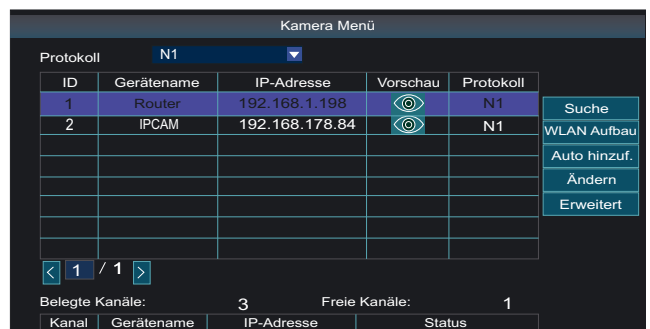 Kamera Menü
Protokoll N1
ID Gerätename IP-Adresse Vorschau Protokoll
1 Router 192.168.1.198 N1
2 IPCAM 192.168.178.84 N1
Suche
WLAN Aufbau
Auto hinzuf.
Ändern
Erweitert
< 1 / 1 >
Belegte Kanäle: 3 Freie Kanäle: 1
Kanal Gerätename IP-Adresse Status